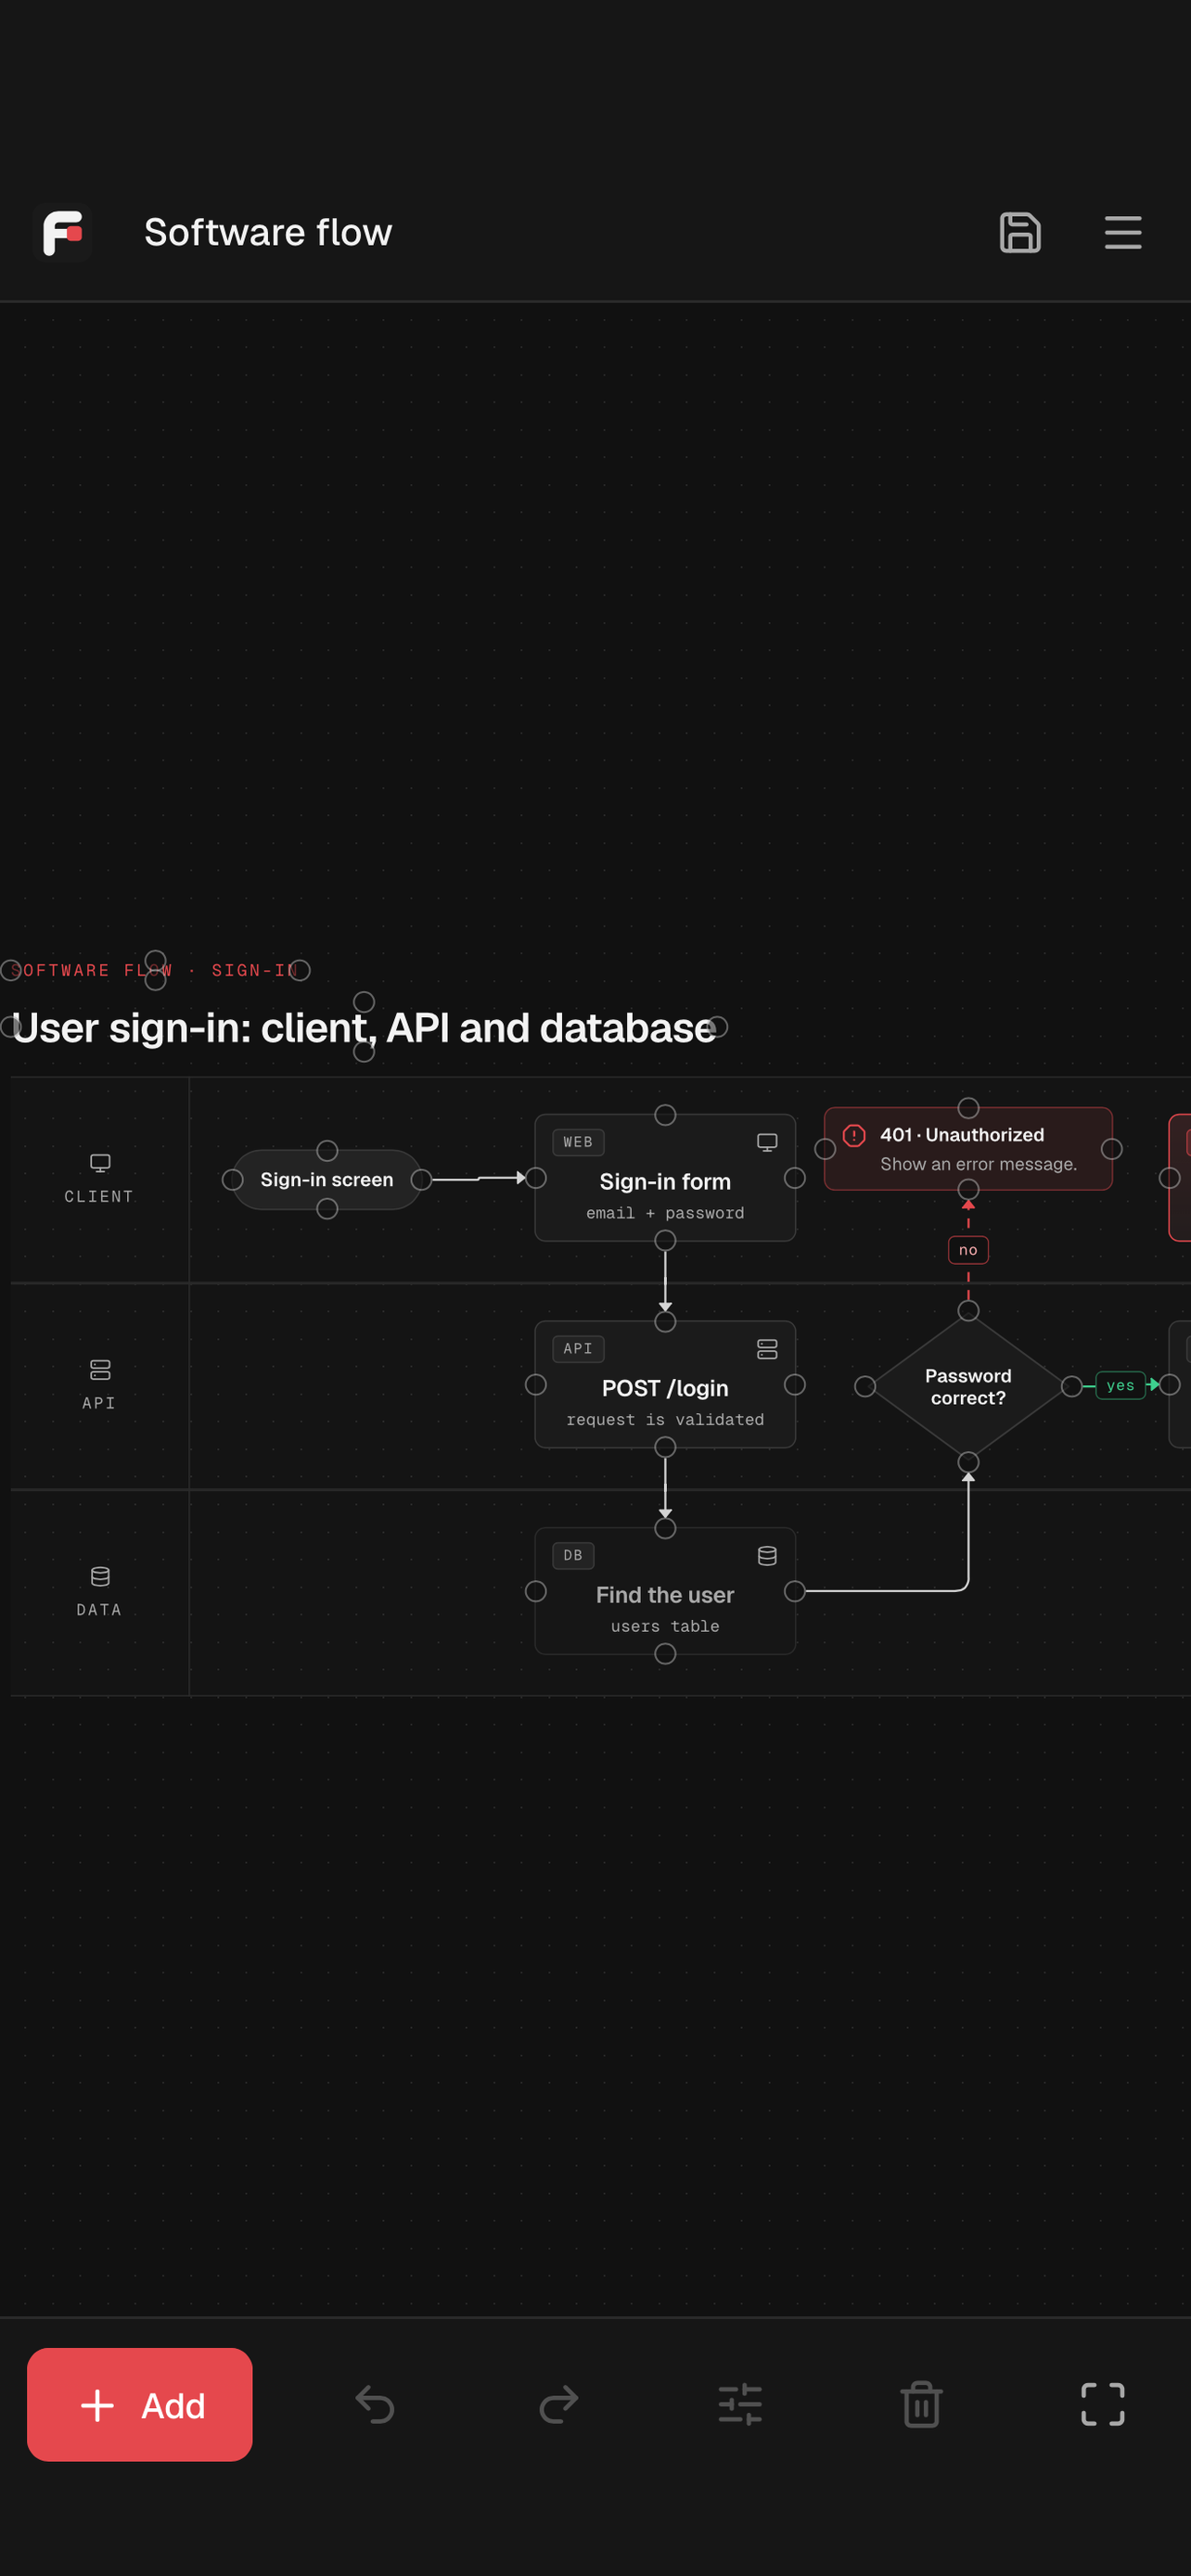 Software flow
SOFTWARE FLOW · SIGN-IN
User sign-in: client, API and database
CLIENT
Sign-in screen
WEB
Sign-in form
email + password
401 · Unauthorized
Show an error message.
no
API
API
POST /login
request is validated
Password
correct?
yes
DATA
DB
Find the user
users table
Add